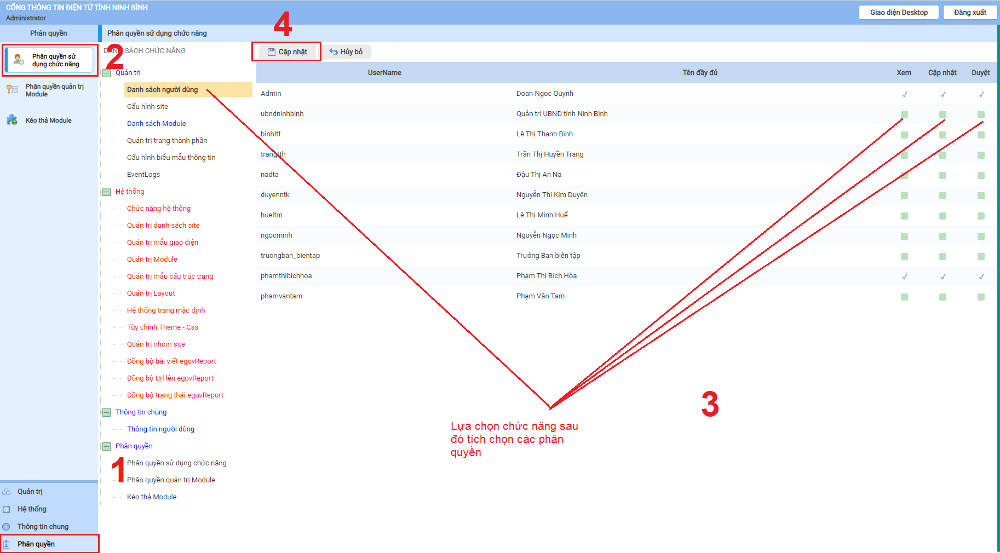 CỔNG THÔNG TIN ĐIỆN TỬ TỈNH NINH BÌNH
Administrator
Giao diện Desktop
Đăng xuất
Phân quyền
Phân quyền sử dụng chức năng
4
Phân quyền sử
dụng chức năng
2
Phân quyền quản trị
Module
Kéo thả Module
DANH SÁCH CHỨC NĂNG
Quản trị
Danh sách người dùng
Cấu hình site
Danh sách Module
Quản trị trang thành phần
Cấu hình biểu mẫu thông tin
EventLogs
Hệ thống
Chức năng hệ thống
Quản trị danh sách site
Quản trị mẫu giao diện
Quản trị Module
Quản trị mẫu cấu trúc trang
Quản trị Layout
Hệ thống trang mặc định
Tùy chỉnh Theme - Css
Quản trị nhóm site
Đồng bộ bài viết egovReport
Đồng bộ Url lên egovReport
Đồng bộ trạng thái egovReport
Thông tin chung
Thông tin người dùng
Phân quyền
1
Phân quyền sử dụng chức năng
Phân quyền quản trị Module
Kéo thả Module
Cập nhật
Hủy bỏ
UserName Tên đầy đủ Xem Cập nhật Duyệt
Admin Doan Ngoc Quynh
ubndninhbinh Quản trị UBND tỉnh Ninh Bình
binhltt Lê Thị Thanh Bình
trangtth Trần Thị Huyền Trang
nadta Đậu Thị An Na
duyenntk Nguyễn Thị Kim Duyên
hueltm Lê Thị Minh Huế
ngocminh Nguyễn Ngọc Minh
truongban_bientap Trưởng Ban biên tập
phamthibichhoa Phạm Thị Bích Hòa
phamvantam Phạm Văn Tam
3
Lựa chọn chức năng sau
đó tích chọn các phân
quyền
Quản trị
Hệ thống
Thông tin chung
Phân quyền